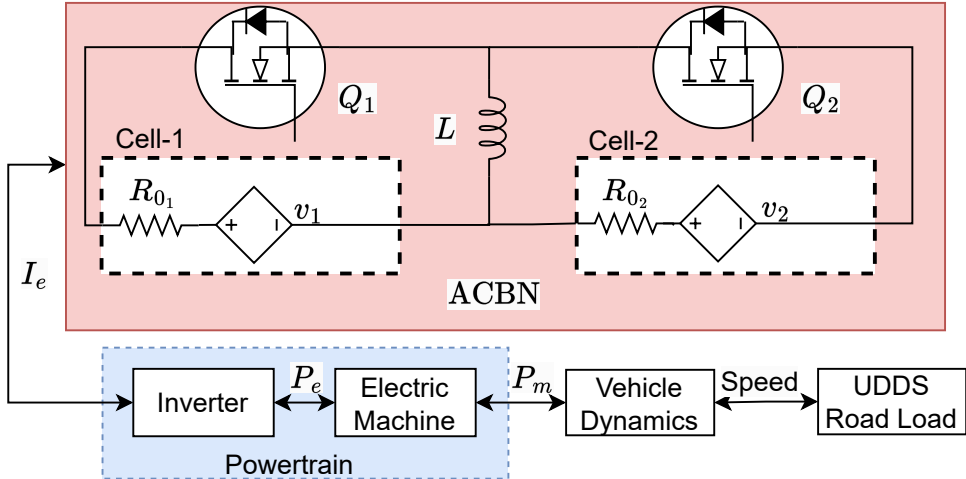 Q₁
Q₂
L
Cell-1
Cell-2
R₀₁
+
-
v₁
R₀₂
+
-
v₂
Iₑ
ACBN
Inverter
Pₑ
Electric
Machine
Pₘ
Vehicle
Dynamics
Speed
UDDS
Road Load
Powertrain